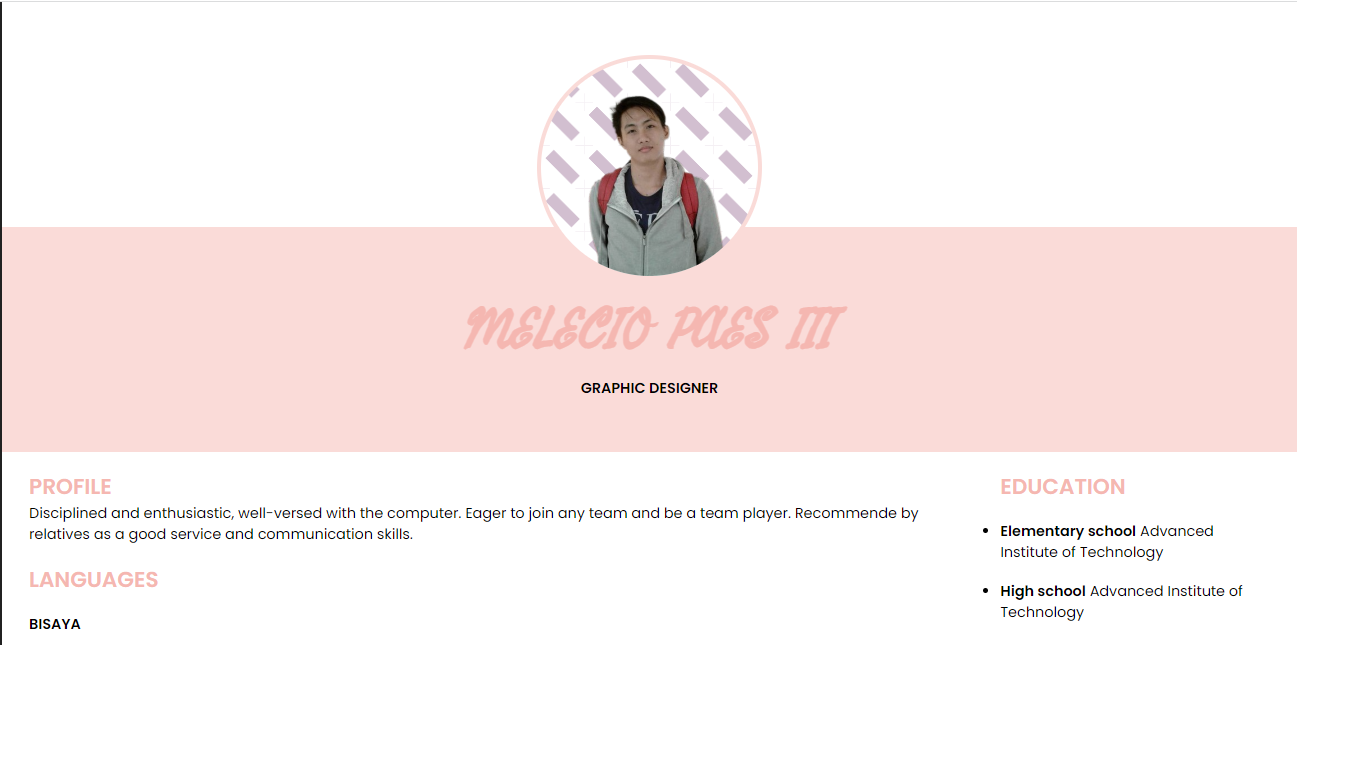 MELECIO PAES III
GRAPHIC DESIGNER
PROFILE
Disciplined and enthusiastic, well-versed with the computer. Eager to join any team and be a team player. Recommende by
relatives as a good service and communication skills.
LANGUAGES
BISAYA
EDUCATION
Elementary school Advanced
Institute of Technology
High school Advanced Institute of
Technology